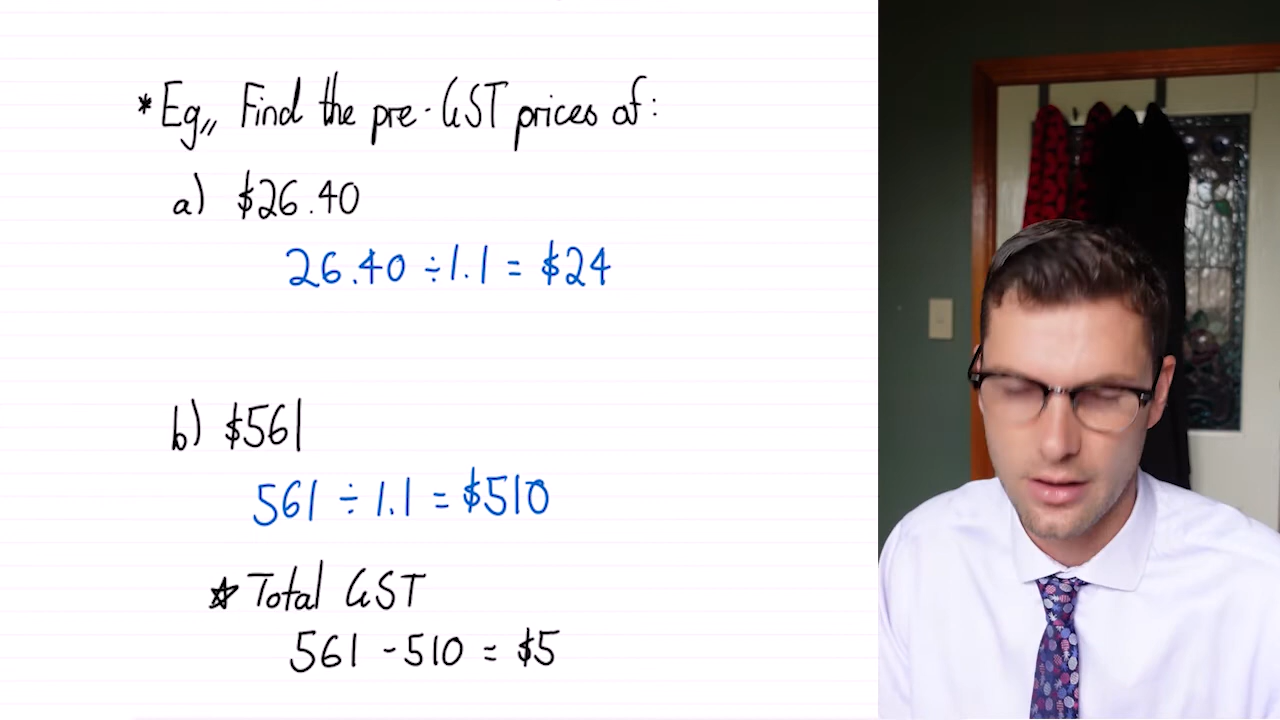 * Eg,, Find the pre-GST prices of:
a) $26.40
26.40 ÷ 1.1 = $24
b) $561
561 ÷ 1.1 = $510
* Total GST
561 - 510 = $5